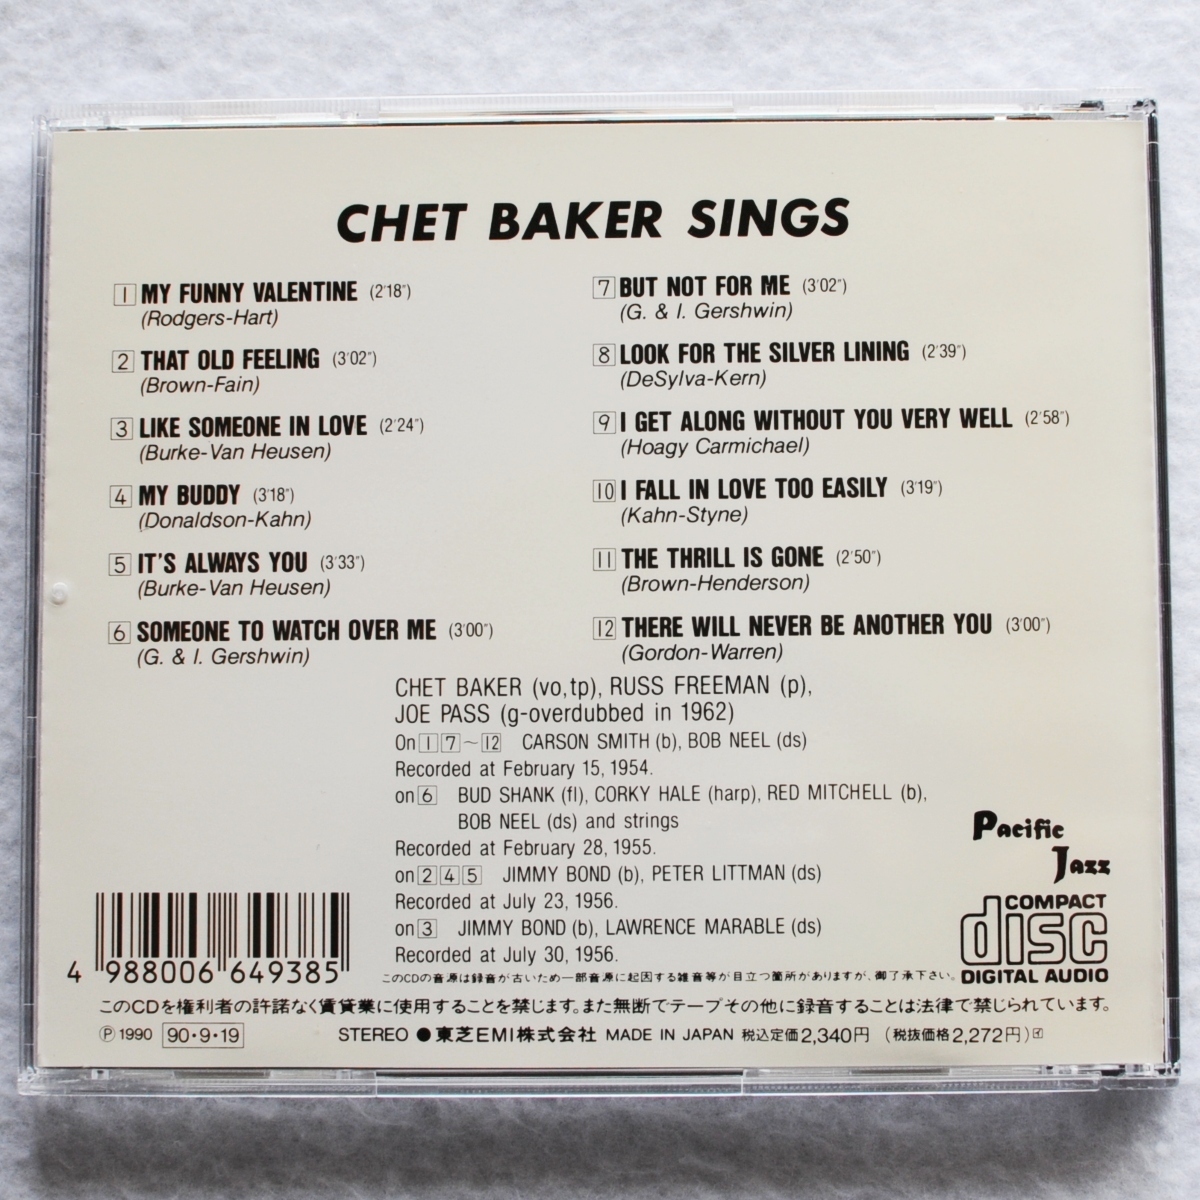 CHET BAKER SINGS
1 MY FUNNY VALENTINE (2'18")
(Rodgers-Hart)
2 THAT OLD FEELING (3'02")
(Brown-Fain)
3 LIKE SOMEONE IN LOVE (2'24")
(Burke-Van Heusen)
4 MY BUDDY (3'18")
(Donaldson-Kahn)
5 IT'S ALWAYS YOU (3'33")
(Burke-Van Heusen)
6 SOMEONE TO WATCH OVER ME (3'00")
(G. & I. Gershwin)
7 BUT NOT FOR ME (3'02")
(G. & I. Gershwin)
8 LOOK FOR THE SILVER LINING (2'39")
(DeSylva-Kern)
9 I GET ALONG WITHOUT YOU VERY WELL (2'58")
(Hoagy Carmichael)
10 I FALL IN LOVE TOO EASILY (3'19")
(Kahn-Styne)
11 THE THRILL IS GONE (2'50")
(Brown-Henderson)
12 THERE WILL NEVER BE ANOTHER YOU (3'00")
(Gordon-Warren)
CHET BAKER (vo,tp), RUSS FREEMAN (p),
JOE PASS (g-overdubbed in 1962)
On 1 7~12 CARSON SMITH (b), BOB NEEL (ds)
Recorded at February 15, 1954.
on 6 BUD SHANK (fl), CORKY HALE (harp), RED MITCHELL (b),
BOB NEEL (ds) and strings
Recorded at February 28, 1955.
on 2 4 5 JIMMY BOND (b), PETER LITTMAN (ds)
Recorded at July 23, 1956.
on 3 JIMMY BOND (b), LAWRENCE MARABLE (ds)
Recorded at July 30, 1956.
Pacific
Jazz
COMPACT
disc
DIGITAL AUDIO
4 988006 649385
このCDの音源は録音が古いため一部音源に起因する雑音等が目立つ箇所がありますが、御了承下さい。
このCDを権利者の許諾なく賃貸業に使用することを禁じます。また無断でテープその他に録音することは法律で禁じられています。
Ⓟ 1990 90・9・19 STEREO ●東芝EMI株式会社 MADE IN JAPAN 税込定価2,340円 (税抜価格2,272円)